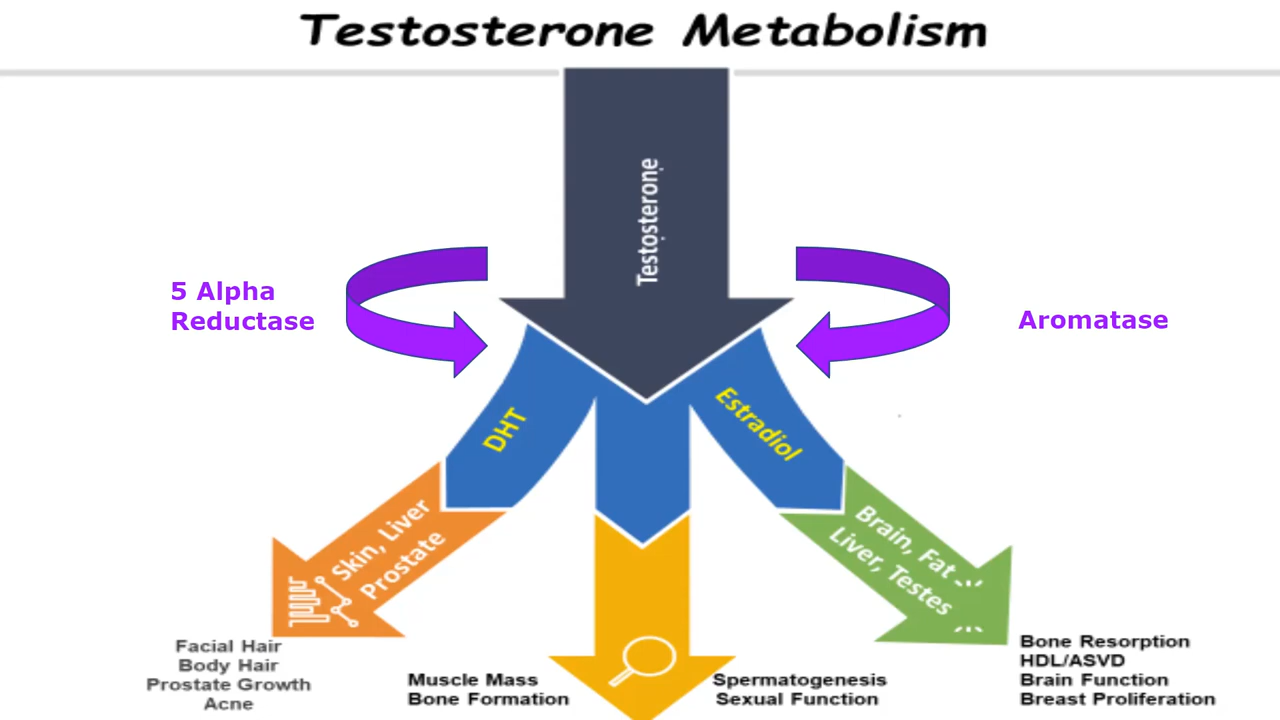 Testosterone Metabolism
Testosterone
5 Alpha
Reductase
Aromatase
DHT
Estradiol
Skin, Liver
Prostate
Brain, Fat
Liver, Testes
Facial Hair
Body Hair
Prostate Growth
Acne
Muscle Mass
Bone Formation
Spermatogenesis
Sexual Function
Bone Resorption
HDL/ASVD
Brain Function
Breast Proliferation